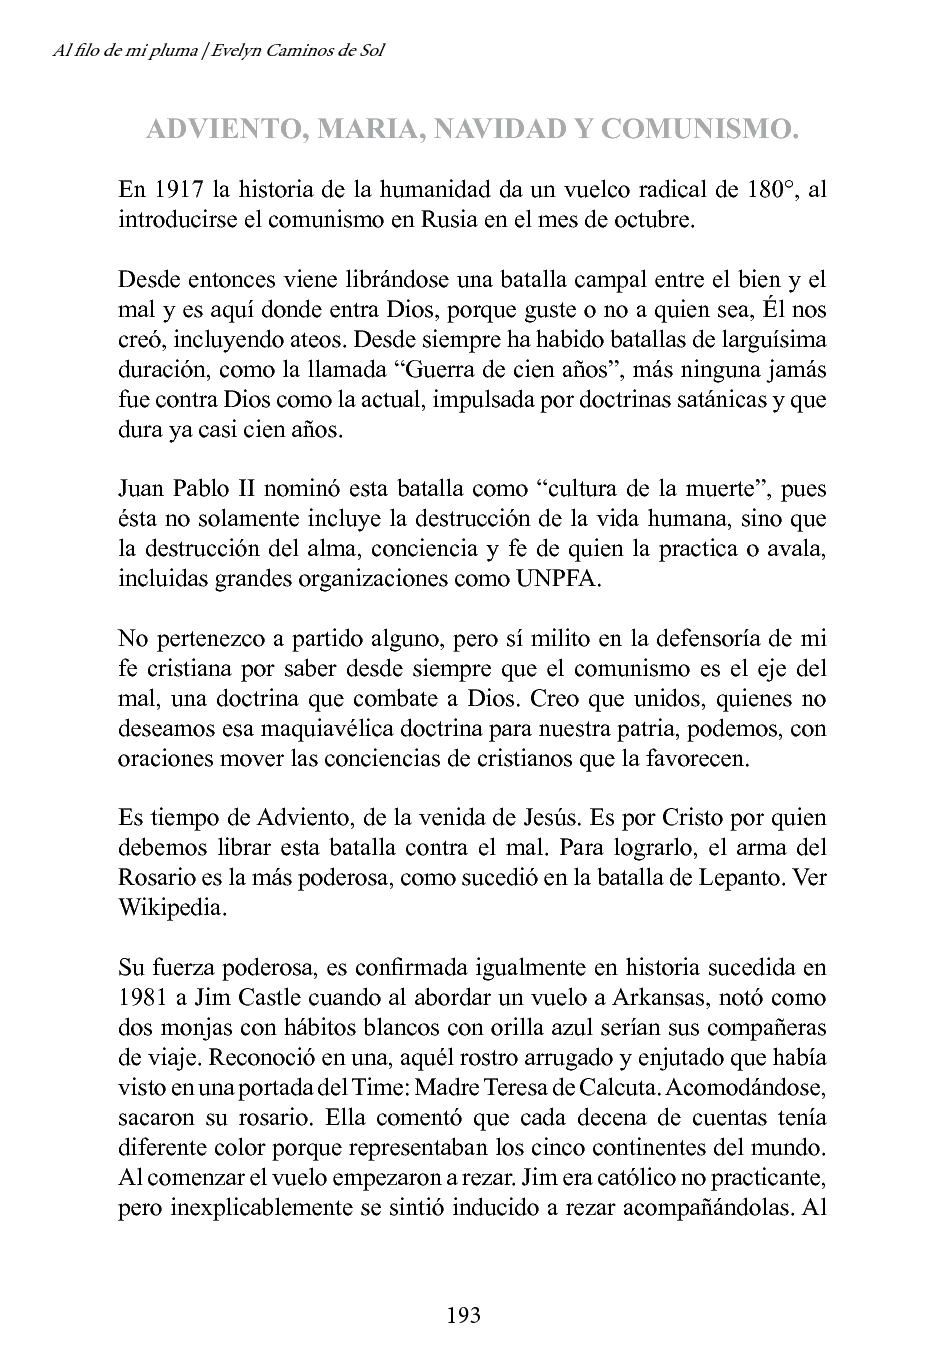 Al filo de mi pluma | Evelyn Caminos de Sol
ADVIENTO, MARIA, NAVIDAD Y COMUNISMO.
En 1917 la historia de la humanidad da un vuelco radical de 180°, al
introducirse el comunismo en Rusia en el mes de octubre.
Desde entonces viene librándose una batalla campal entre el bien y el
mal y es aquí donde entra Dios, porque guste o no a quien sea, Él nos
creó, incluyendo ateos. Desde siempre ha habido batallas de larguísima
duración, como la llamada “Guerra de cien años”, más ninguna jamás
fue contra Dios como la actual, impulsada por doctrinas satánicas y que
dura ya casi cien años.
Juan Pablo II nominó esta batalla como “cultura de la muerte”, pues
ésta no solamente incluye la destrucción de la vida humana, sino que
la destrucción del alma, conciencia y fe de quien la practica o avala,
incluidas grandes organizaciones como UNPFA.
No pertenezco a partido alguno, pero sí milito en la defensoría de mi
fe cristiana por saber desde siempre que el comunismo es el eje del
mal, una doctrina que combate a Dios. Creo que unidos, quienes no
deseamos esa maquiavélica doctrina para nuestra patria, podemos, con
oraciones mover las conciencias de cristianos que la favorecen.
Es tiempo de Adviento, de la venida de Jesús. Es por Cristo por quien
debemos librar esta batalla contra el mal. Para lograrlo, el arma del
Rosario es la más poderosa, como sucedió en la batalla de Lepanto. Ver
Wikipedia.
Su fuerza poderosa, es confirmada igualmente en historia sucedida en
1981 a Jim Castle cuando al abordar un vuelo a Arkansas, notó como
dos monjas con hábitos blancos con orilla azul serían sus compañeras
de viaje. Reconoció en una, aquél rostro arrugado y enjutado que había
visto en una portada del Time: Madre Teresa de Calcuta. Acomodándose,
sacaron su rosario. Ella comentó que cada decena de cuentas tenía
diferente color porque representaban los cinco continentes del mundo.
Al comenzar el vuelo empezaron a rezar. Jim era católico no practicante,
pero inexplicablemente se sintió inducido a rezar acompañándolas. Al
193